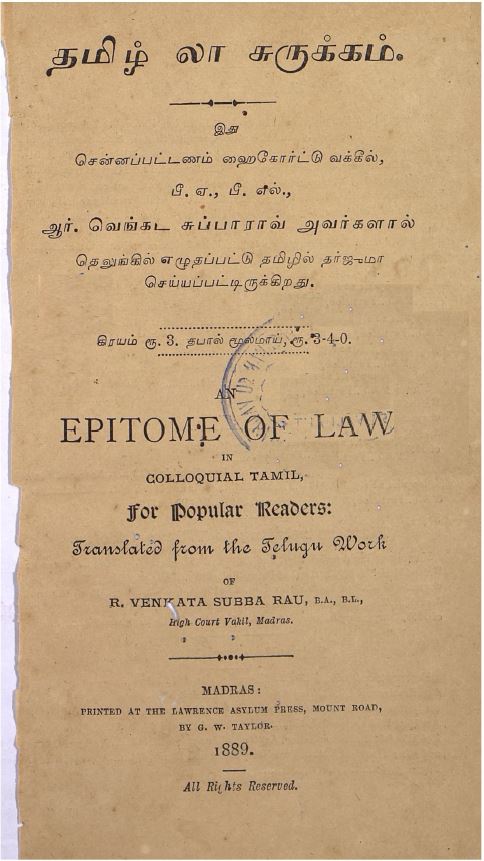 தமிழ் லா சுருக்கம்.
இது
சென்னப்பட்டணம் ஹைகோர்ட்டு வக்கீல்,
பீ. ஏ., பீ. எல்.,
ஆர். வெங்கட சுப்பாராவ் அவர்களால்
தெலுங்கில் எழுதப்பட்டு தமிழில் தர்ஜுமா
செய்யப்பட்டிருக்கிறது.
கிரயம் ரூ. 3. தபால் மூலமாய், ரூ. 3-4-0.
AN
EPITOME OF LAW
IN
COLLOQUIAL TAMIL,
For Popular Readers:
Translated from the Telugu Work
OF
R. VENKATA SUBBA RAU, B.A., B.L.,
High Court Vakil, Madras.
MADRAS:
PRINTED AT THE LAWRENCE ASYLUM PRESS, MOUNT ROAD,
BY G. W. TAYLOR.
1889.
All Rights Reserved.